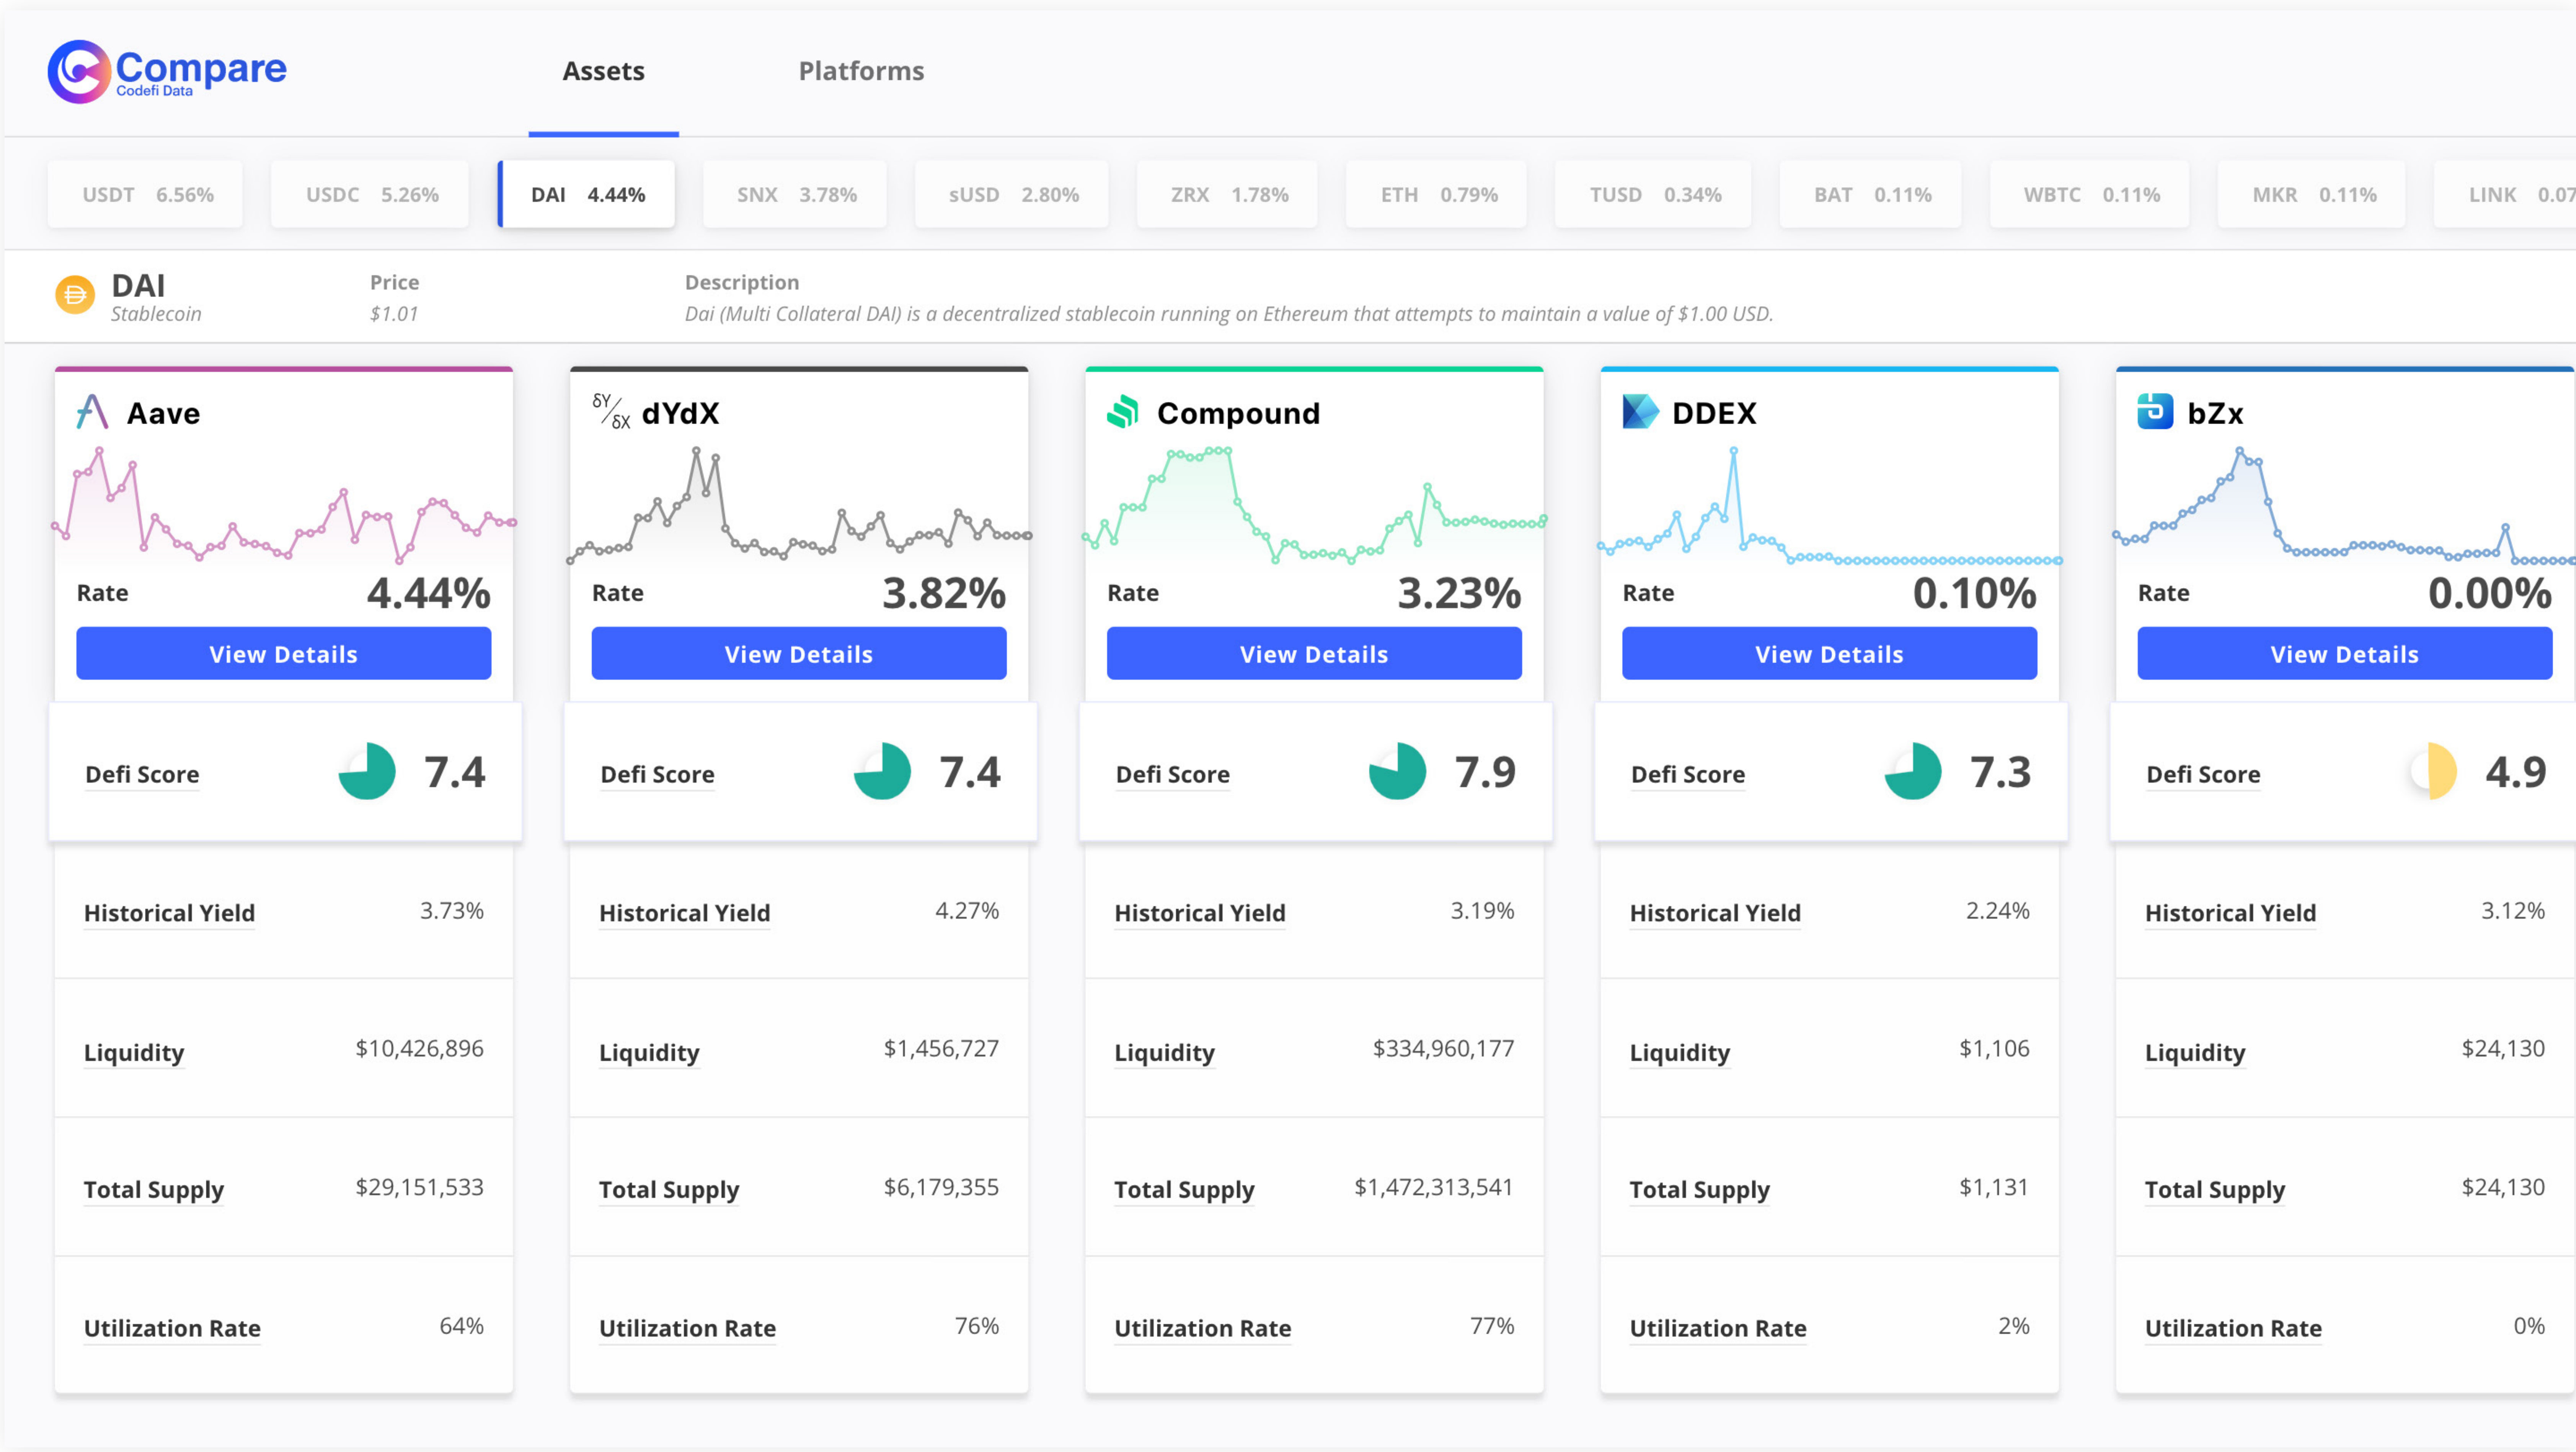 Compare
Codefi Data
Assets Platforms
USDT 6.56% USDC 5.26% DAI 4.44% SNX 3.78% sUSD 2.80% ZRX 1.78% ETH 0.79% TUSD 0.34% BAT 0.11% WBTC 0.11% MKR 0.11% LINK 0.07
DAI Price Description
Stablecoin $1.01 Dai (Multi Collateral DAI) is a decentralized stablecoin running on Ethereum that attempts to maintain a value of $1.00 USD.
Aave δY/δX dYdX Compound DDEX bZx
Rate 4.44% Rate 3.82% Rate 3.23% Rate 0.10% Rate 0.00%
View Details View Details View Details View Details View Details
Defi Score 7.4 Defi Score 7.4 Defi Score 7.9 Defi Score 7.3 Defi Score 4.9
Historical Yield 3.73% Historical Yield 4.27% Historical Yield 3.19% Historical Yield 2.24% Historical Yield 3.12%
Liquidity $10,426,896 Liquidity $1,456,727 Liquidity $334,960,177 Liquidity $1,106 Liquidity $24,130
Total Supply $29,151,533 Total Supply $6,179,355 Total Supply $1,472,313,541 Total Supply $1,131 Total Supply $24,130
Utilization Rate 64% Utilization Rate 76% Utilization Rate 77% Utilization Rate 2% Utilization Rate 0%